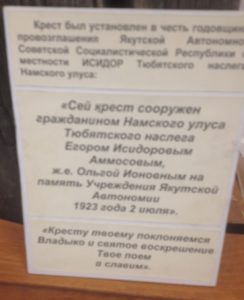 Крест был установлен в честь годовщины
провозглашения Якутской Автономной
Советской Социалистической Республики в
местности ИСИДОР Тюбятского наслега
Намского улуса:
«Сей крест сооружен
гражданином Намского улуса
Тюбятского наслега
Егором Исидоровым
Аммосовым,
ж.е. Ольгой Ионовным на
память Учреждения Якутской
Автономии
1923 года 2 июля».
«Кресту твоему поклоняемся
Владыко и святое воскрешение
Твое поем
и славим».